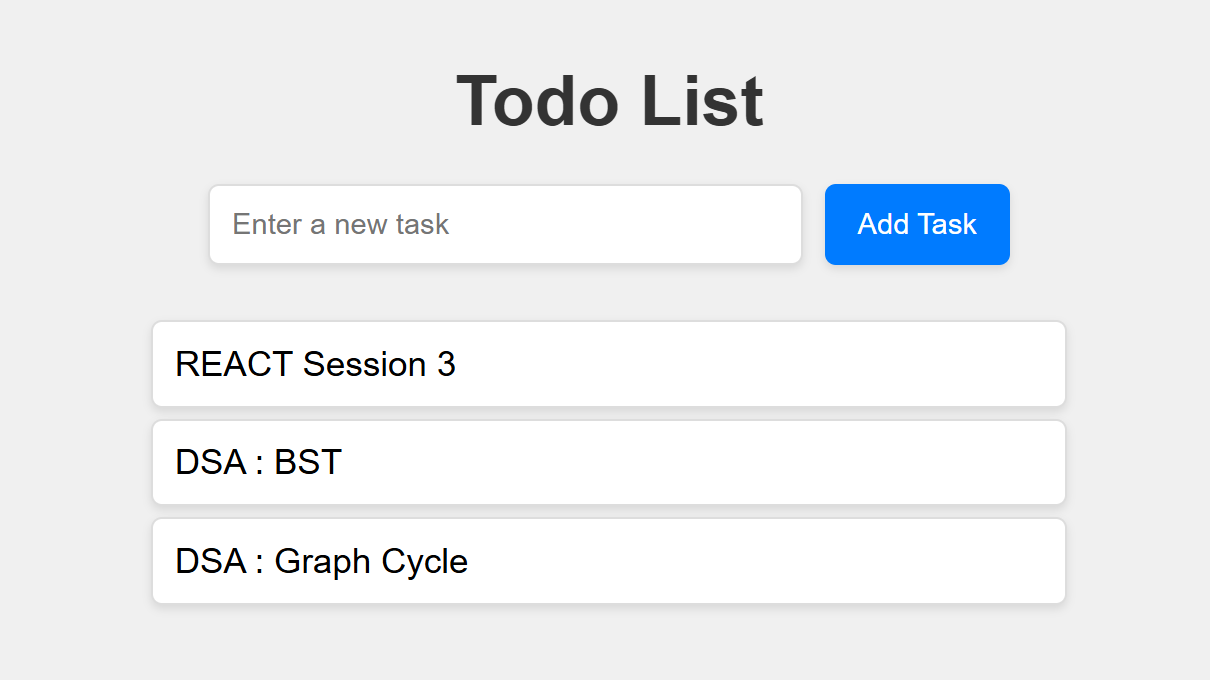 Todo List
Enter a new task
Add Task
REACT Session 3
DSA : BST
DSA : Graph Cycle